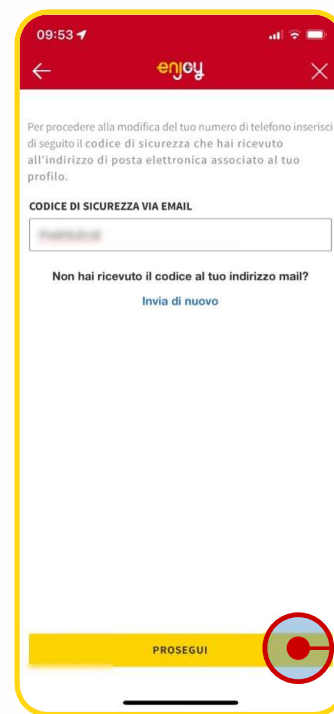 09:53
enjoy
Per procedere alla modifica del tuo numero di telefono inserisci
di seguito il codice di sicurezza che hai ricevuto
all'indirizzo di posta elettronica associato al tuo
profilo.
CODICE DI SICUREZZA VIA EMAIL
Non hai ricevuto il codice al tuo indirizzo mail?
Invia di nuovo
PROSEGUI